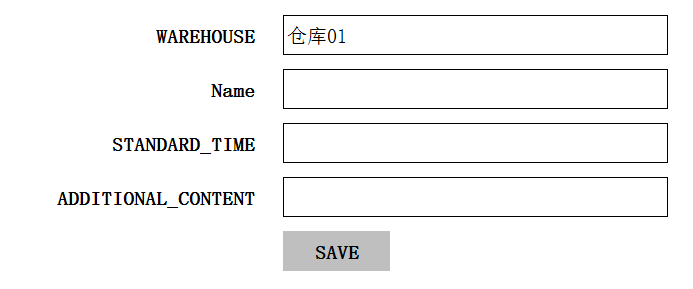 WAREHOUSE 仓库01
Name
STANDARD_TIME
ADDITIONAL_CONTENT
SAVE